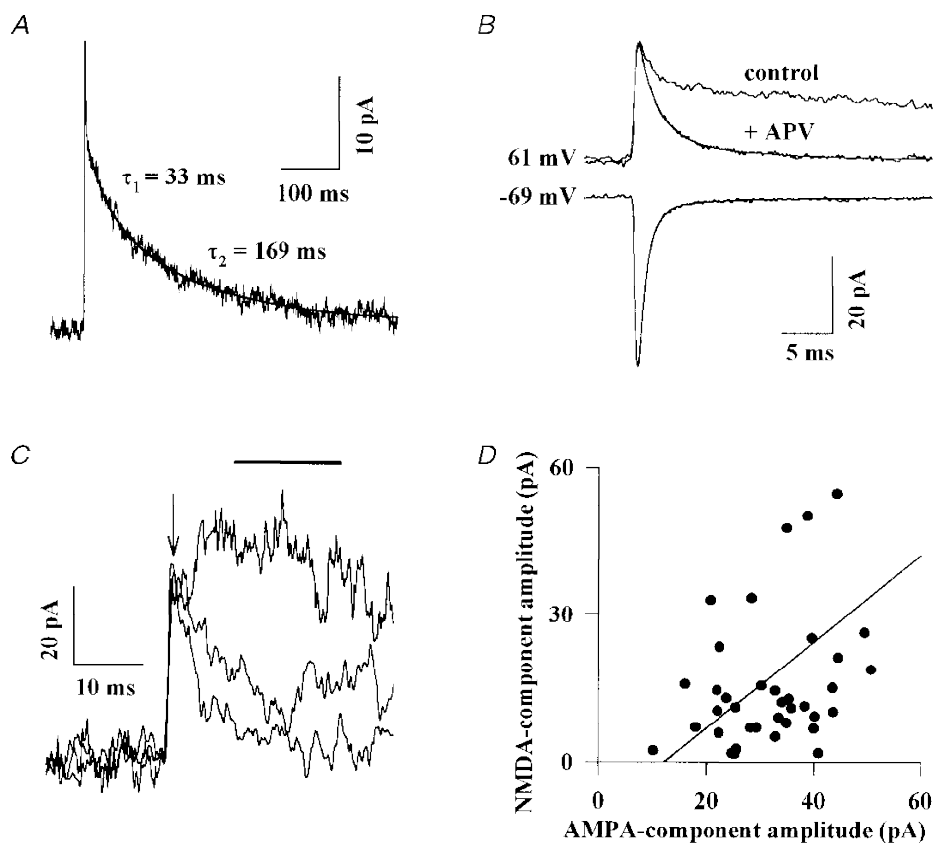 A
10 pA
100 ms
τ1 = 33 ms
τ2 = 169 ms
B
control
+ APV
61 mV
-69 mV
20 pA
5 ms
C
20 pA
10 ms
D
NMDA-component amplitude (pA)
60
30
0
0 20 40 60
AMPA-component amplitude (pA)